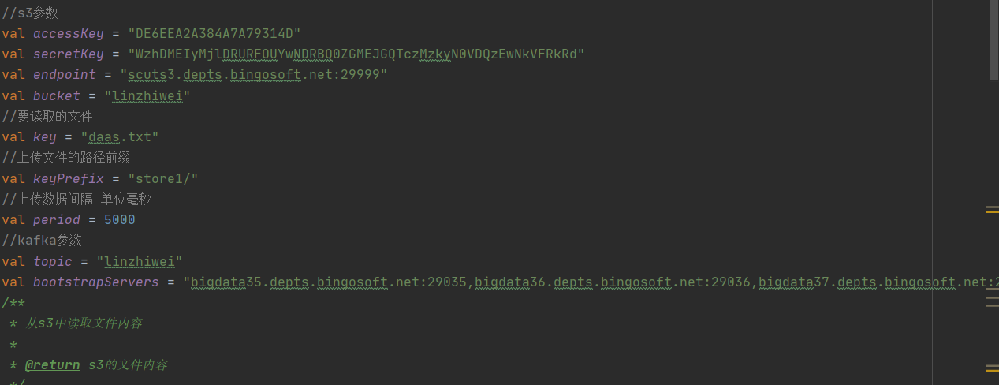 //s3参数
val accessKey = "DE6EEA2A384A7A79314D"
val secretKey = "WzhDMEIyMjlDRURFOUYwNDRBQ0ZGMEJGQTczMzkyN0VDQzEwNkVFRkRd"
val endpoint = "scuts3.depts.bingosoft.net:29999"
val bucket = "linzhiwei"
//要读取的文件
val key = "daas.txt"
//上传文件的路径前缀
val keyPrefix = "store1/"
//上传数据间隔 单位毫秒
val period = 5000
//kafka参数
val topic = "linzhiwei"
val bootstrapServers = "bigdata35.depts.bingosoft.net:29035,bigdata36.depts.bingosoft.net:29036,bigdata37.depts.bingosoft.net:2
/**
 * 从s3中读取文件内容
 *
 * @return s3的文件内容
 */